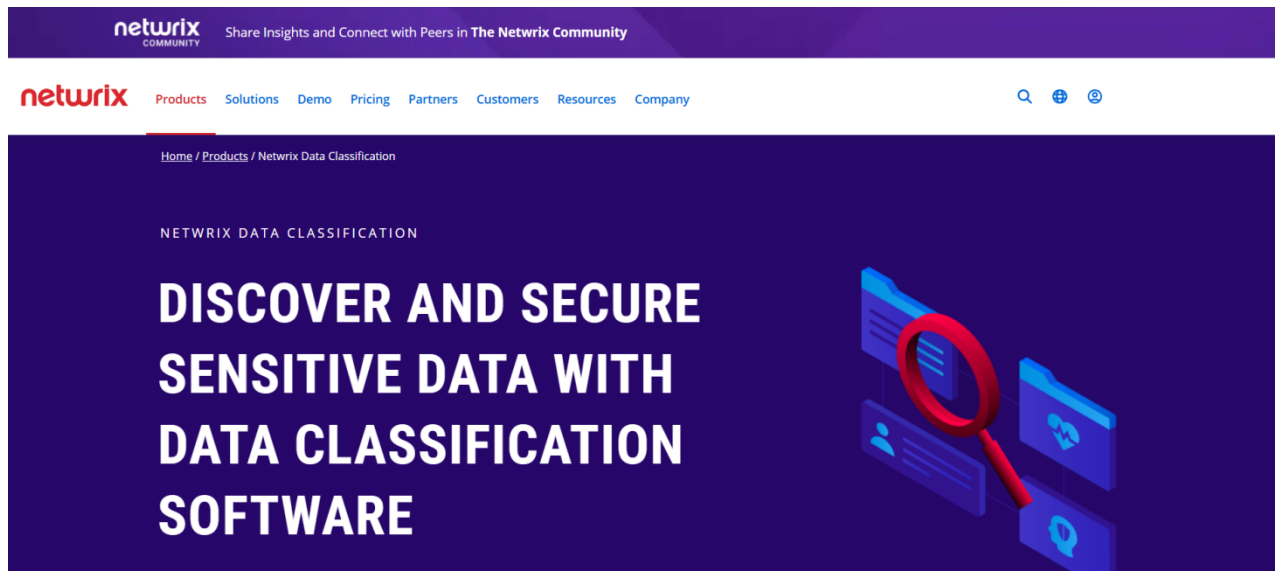 netwrix
COMMUNITY
Share Insights and Connect with Peers in The Netwrix Community
netwrix
Products Solutions Demo Pricing Partners Customers Resources Company
Home / Products / Netwrix Data Classification
NETWRIX DATA CLASSIFICATION
DISCOVER AND SECURE
SENSITIVE DATA WITH
DATA CLASSIFICATION
SOFTWARE